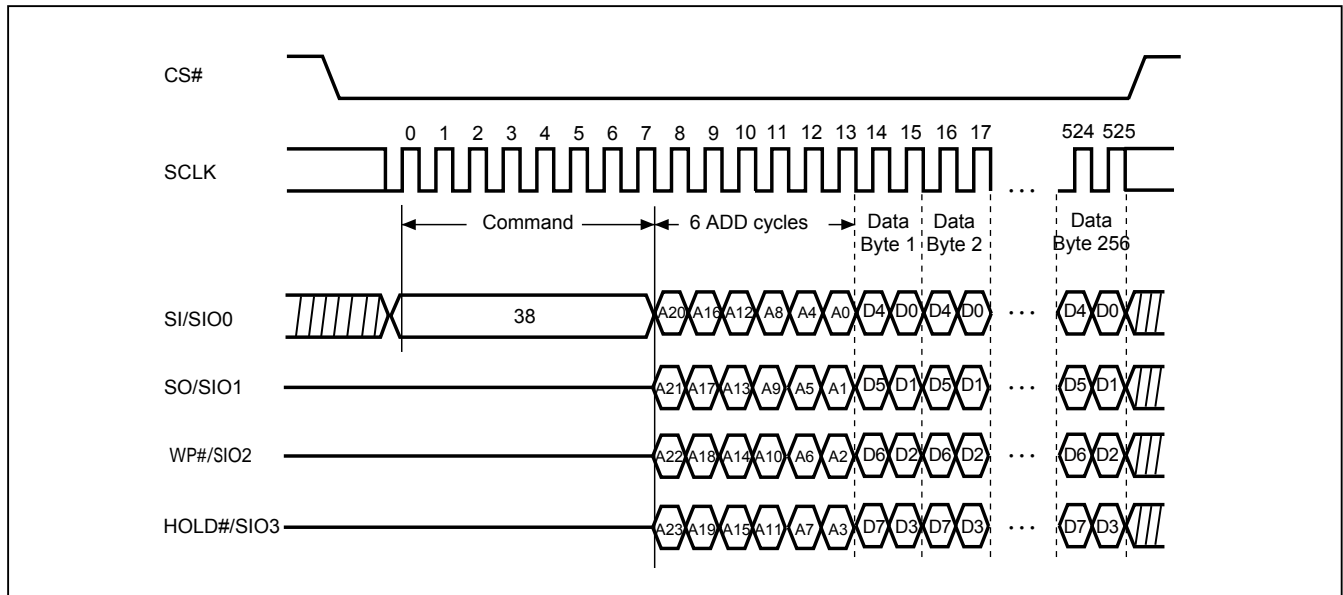 CS#
0 1 2 3 4 5 6 7 8 9 10 11 12 13 14 15 16 17 524 525
SCLK
...
Command 6 ADD cycles Data Byte 1 Data Byte 2 Data Byte 256
SI/SIO0 38 A20 A16 A12 A8 A4 A0 D4 D0 D4 D0 ... D4 D0
SO/SIO1 A21 A17 A13 A9 A5 A1 D5 D1 D5 D1 ... D5 D1
WP#/SIO2 A22 A18 A14 A10 A6 A2 D6 D2 D6 D2 ... D6 D2
HOLD#/SIO3 A23 A19 A15 A11 A7 A3 D7 D3 D7 D3 ... D7 D3